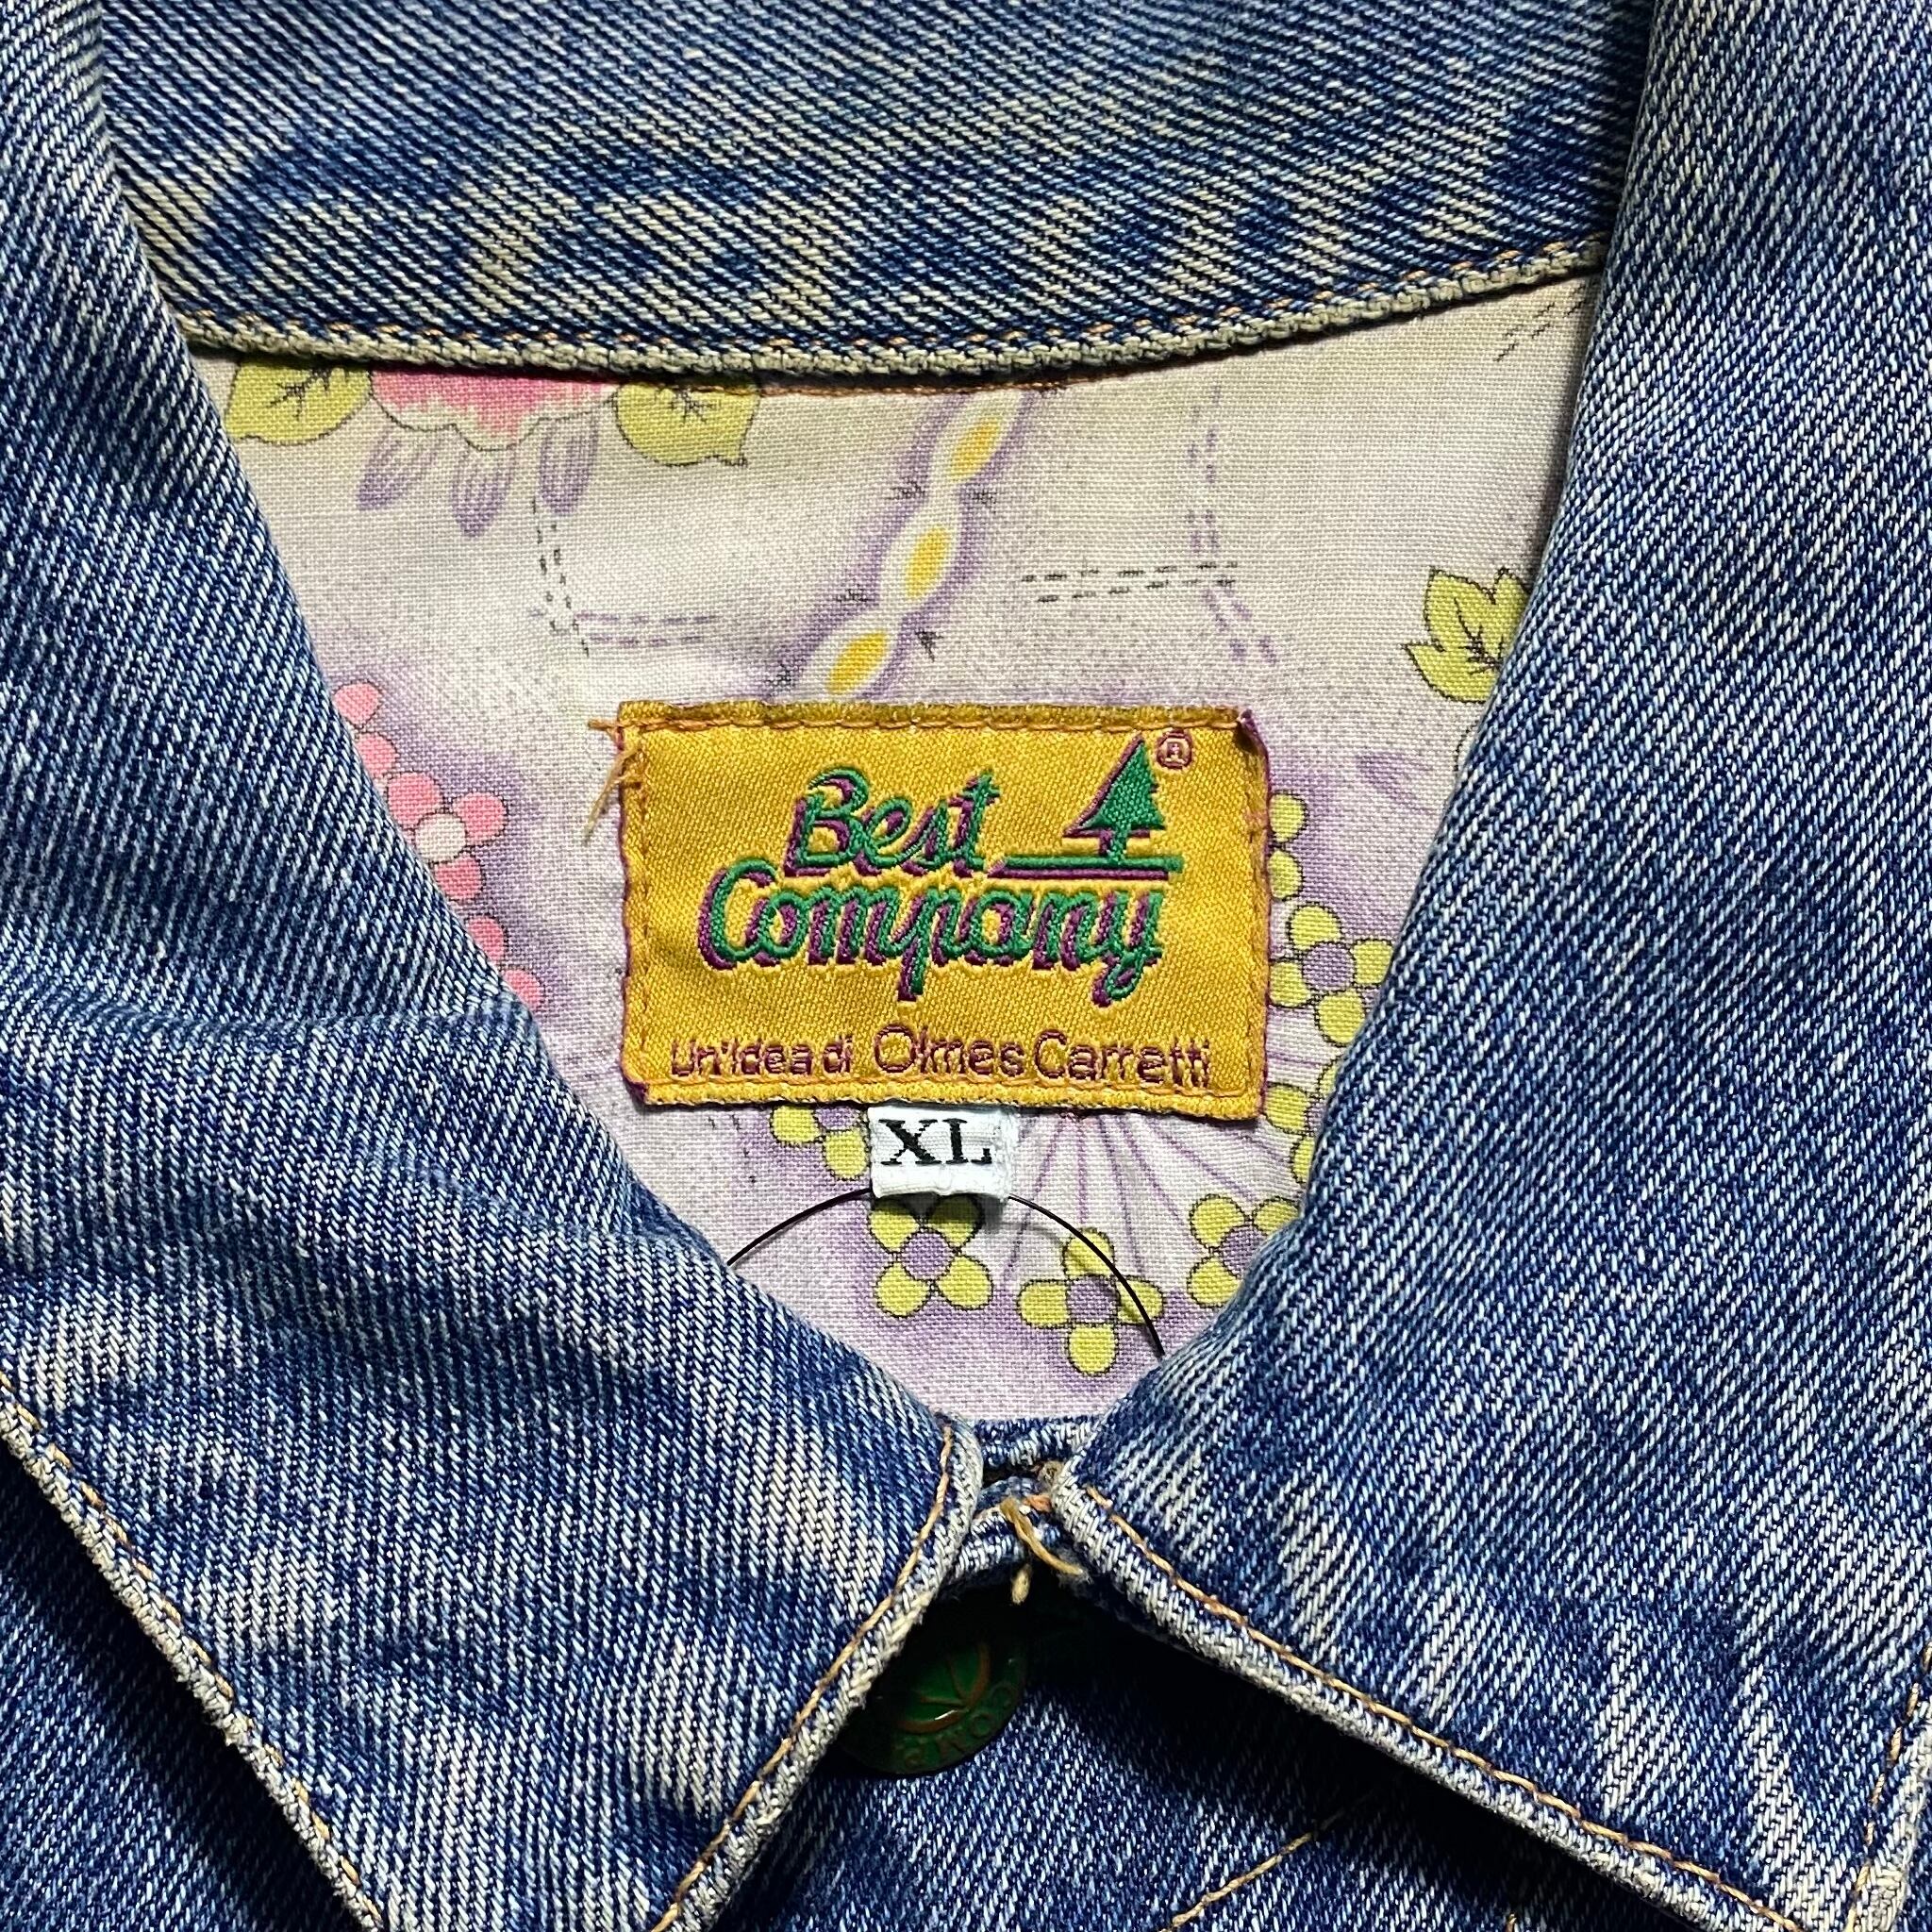 Best ®
Company
Un'idea di Olmes Carretti
XL